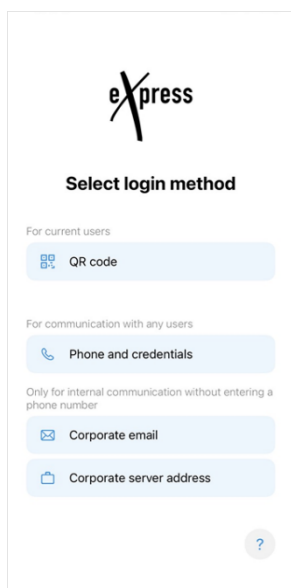 eXpress
Select login method
For current users
QR code
For communication with any users
Phone and credentials
Only for internal communication without entering a
phone number
Corporate email
Corporate server address
?